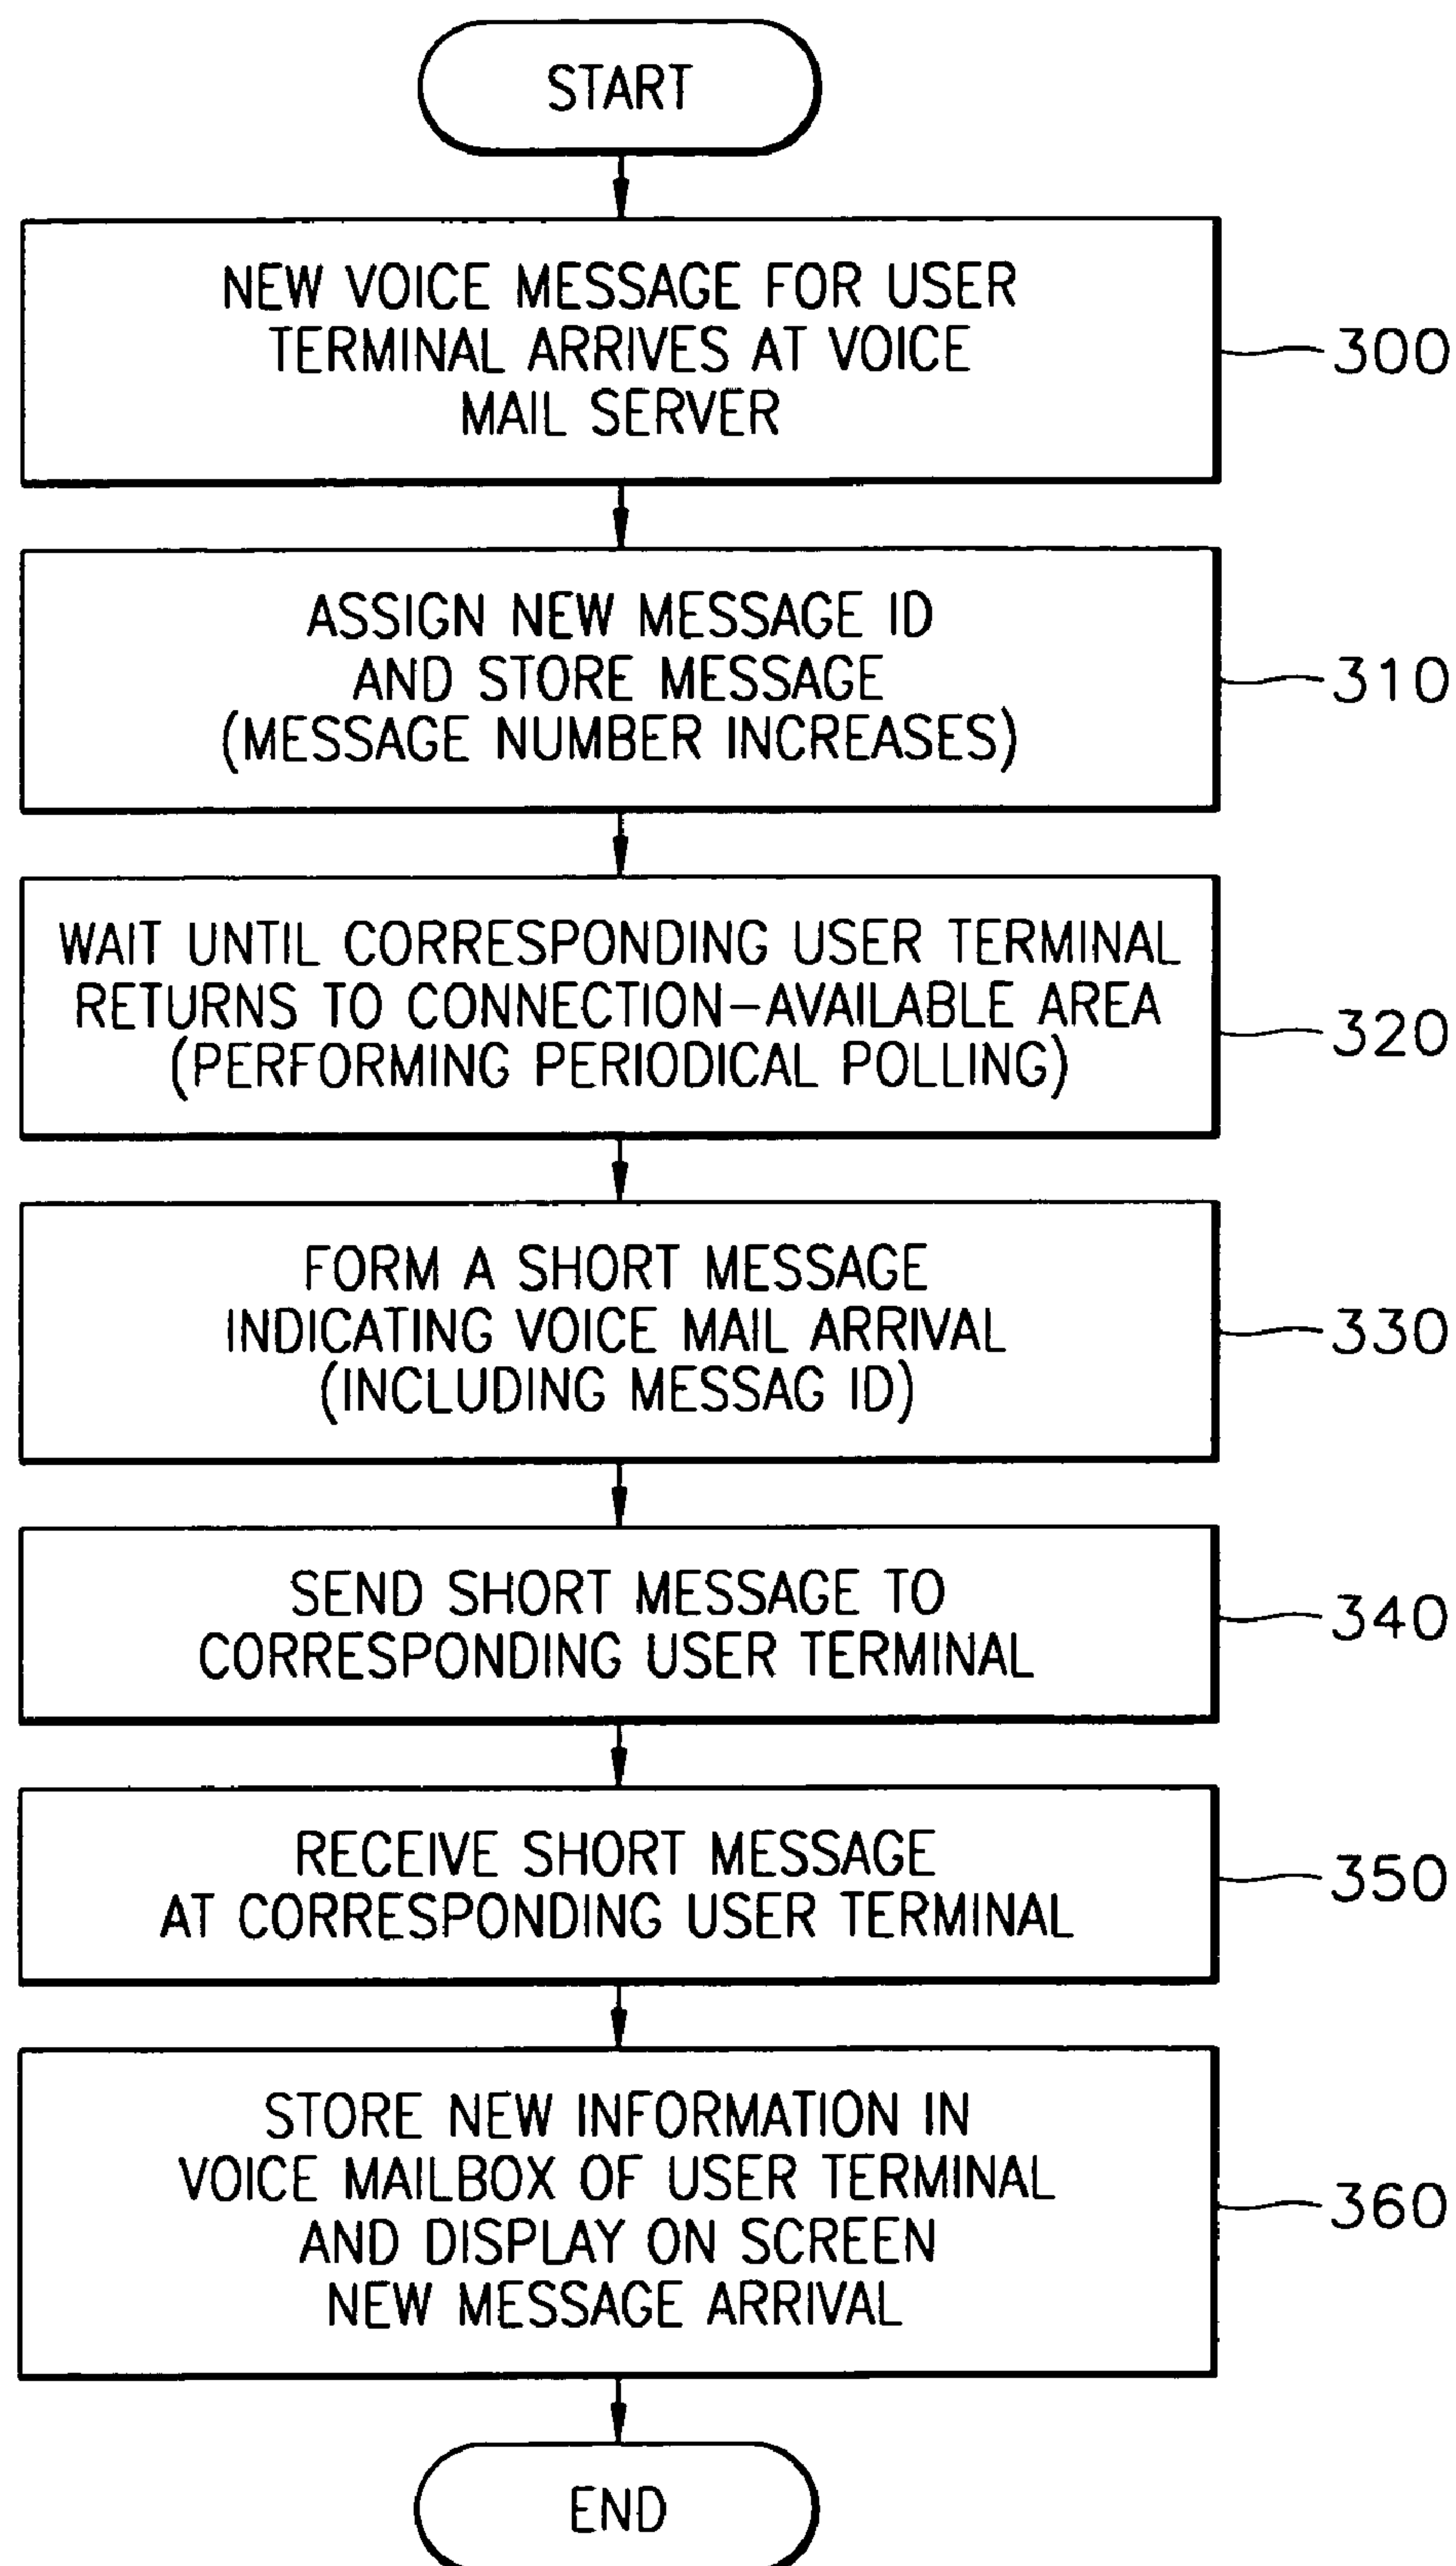 START
NEW VOICE MESSAGE FOR USER
TERMINAL ARRIVES AT VOICE
MAIL SERVER
300
ASSIGN NEW MESSAGE ID
AND STORE MESSAGE
(MESSAGE NUMBER INCREASES)
310
WAIT UNTIL CORRESPONDING USER TERMINAL
RETURNS TO CONNECTION-AVAILABLE AREA
(PERFORMING PERIODICAL POLLING)
320
FORM A SHORT MESSAGE
INDICATING VOICE MAIL ARRIVAL
(INCLUDING MESSAG ID)
330
SEND SHORT MESSAGE TO
CORRESPONDING USER TERMINAL
340
RECEIVE SHORT MESSAGE
AT CORRESPONDING USER TERMINAL
350
STORE NEW INFORMATION IN
VOICE MAILBOX OF USER TERMINAL
AND DISPLAY ON SCREEN
NEW MESSAGE ARRIVAL
360
END